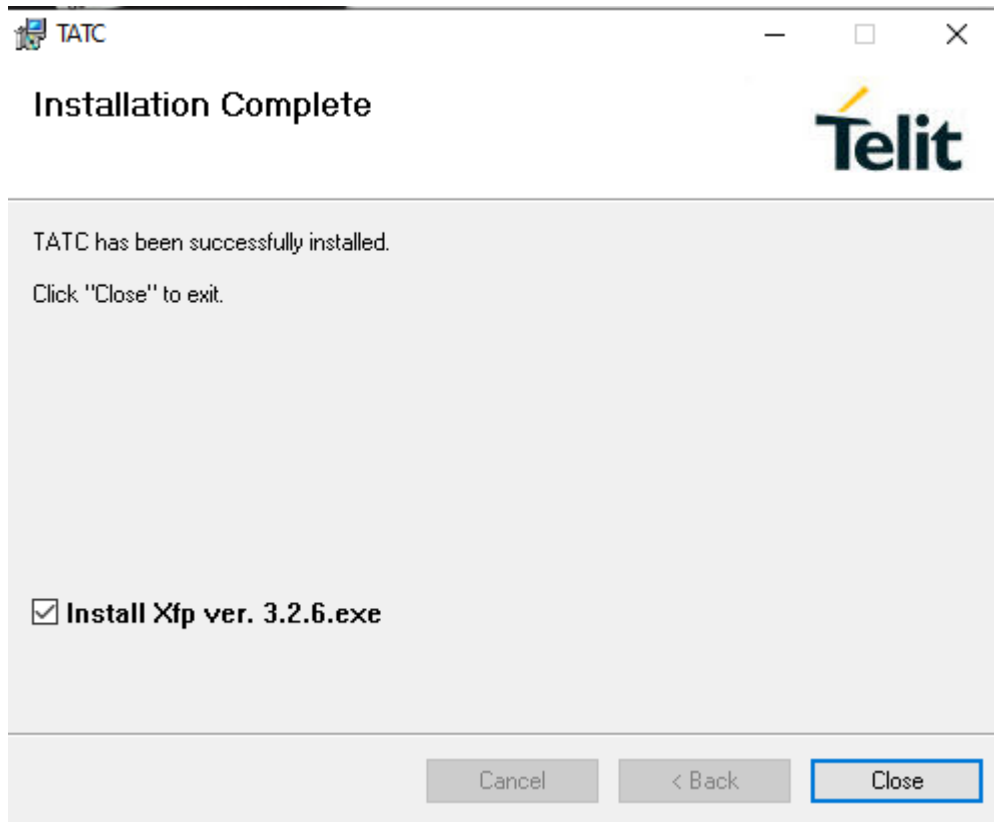 TATC
Installation Complete
Telit
TATC has been successfully installed.
Click "Close" to exit.
Install Xfp ver. 3.2.6.exe
Cancel
< Back
Close